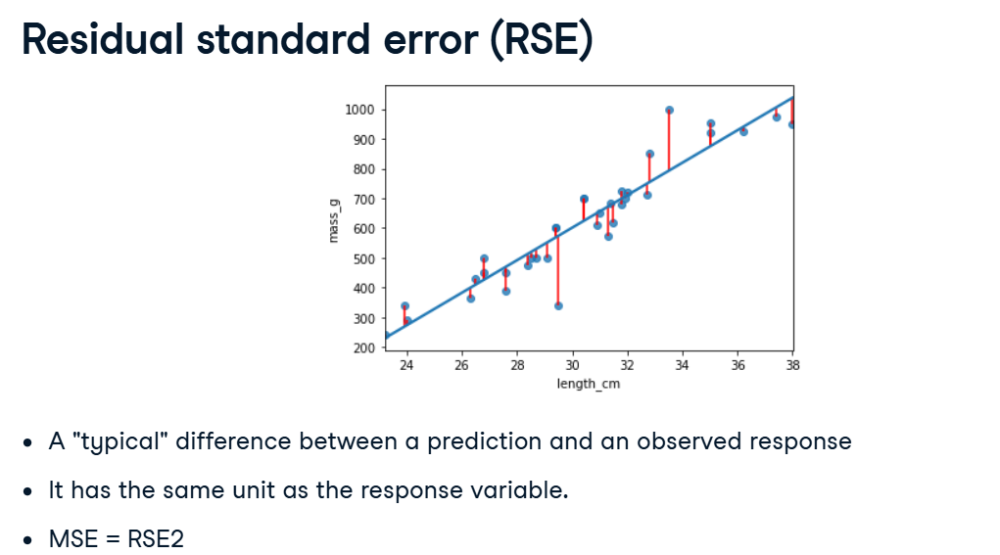 Residual standard error (RSE)
1000
900
800
700
600
500
400
300
200
mass_g
24 26 28 30 32 34 36 38
length_cm
• A "typical" difference between a prediction and an observed response
• It has the same unit as the response variable.
• MSE = RSE2